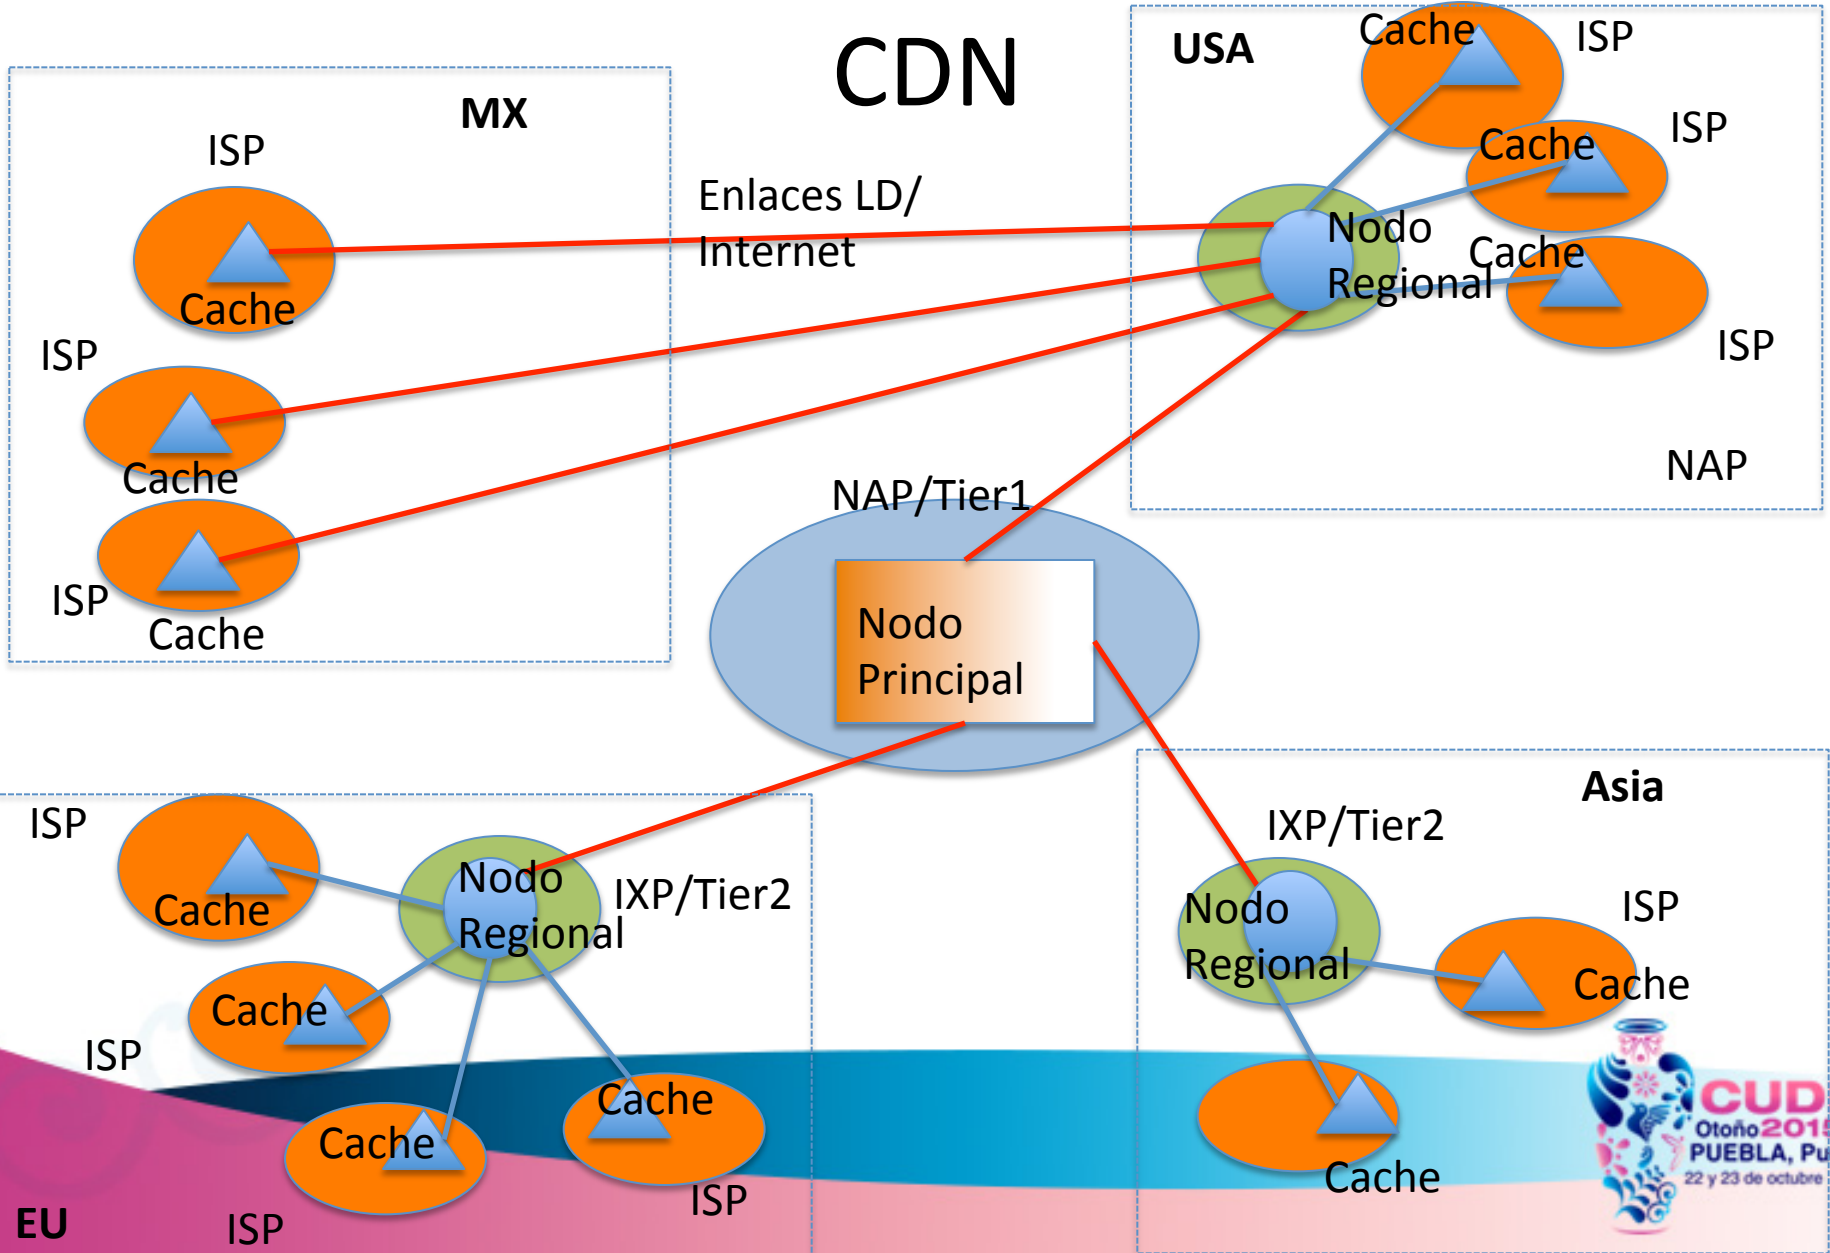 CDN
MX
ISP
Cache
ISP
Cache
ISP
Cache
Enlaces LD/
Internet
USA
Cache
ISP
Cache
ISP
Nodo
Regional
Cache
ISP
NAP
NAP/Tier1
Nodo
Principal
ISP
Cache
Nodo
Regional
IXP/Tier2
Cache
ISP
Cache
ISP
Cache
ISP
EU
Asia
IXP/Tier2
Nodo
Regional
ISP
Cache
Cache
CUD
Otoño 2015
PUEBLA, Pu
22 y 23 de octubre